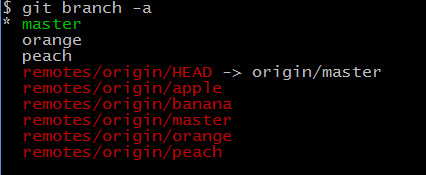 $ git branch -a
* master
  orange
  peach
  remotes/origin/HEAD -> origin/master
  remotes/origin/apple
  remotes/origin/banana
  remotes/origin/master
  remotes/origin/orange
  remotes/origin/peach